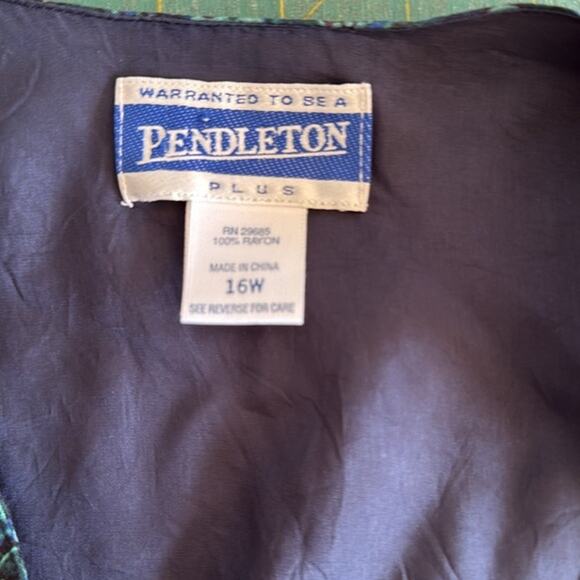 WARRANTED TO BE A
PENDLETON
PLUS
RN 29685
100% RAYON
MADE IN CHINA
16W
SEE REVERSE FOR CARE